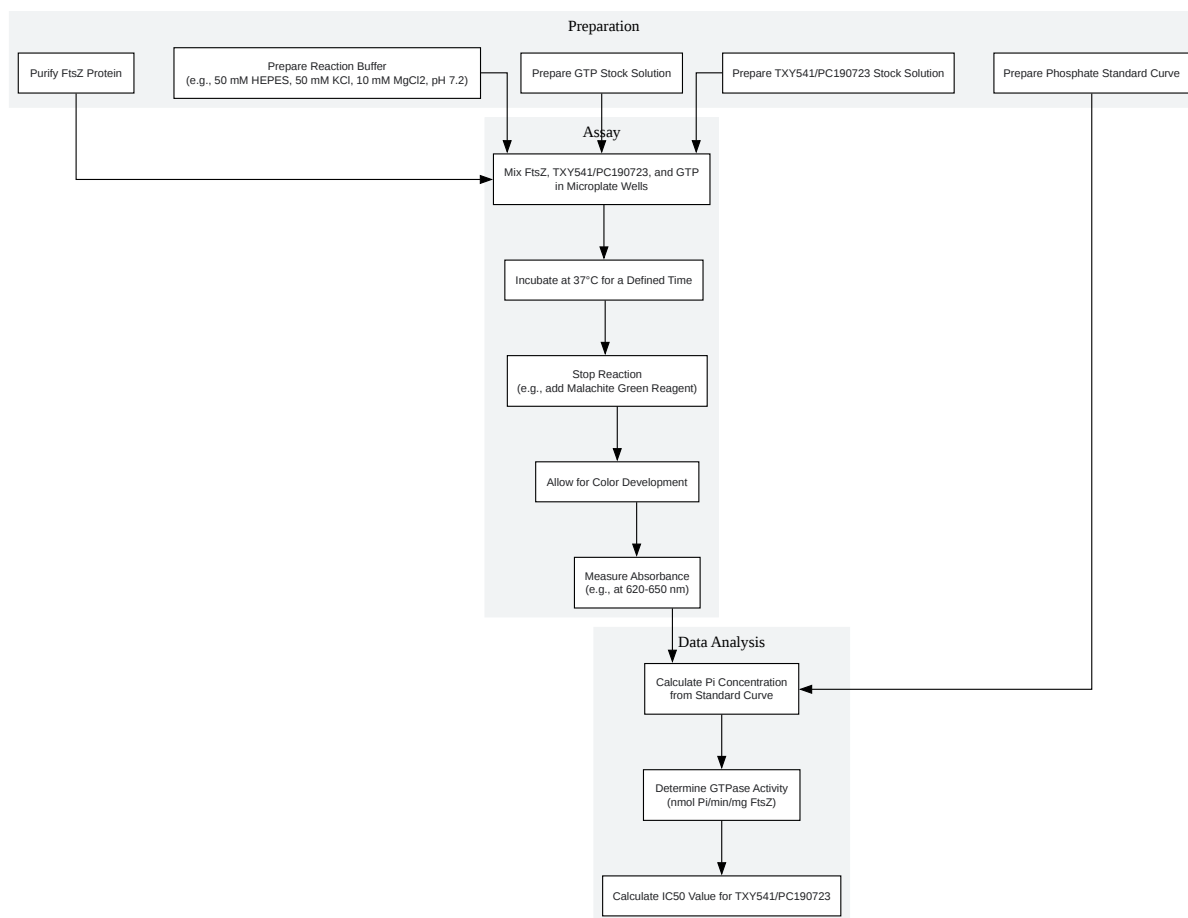 Preparation
Purify FtsZ Protein
Prepare Reaction Buffer
(e.g., 50 mM HEPES, 50 mM KCl, 10 mM MgCl2, pH 7.2)
Prepare GTP Stock Solution
Prepare TXY541/PC190723 Stock Solution
Prepare Phosphate Standard Curve
Assay
Mix FtsZ, TXY541/PC190723, and GTP
in Microplate Wells
Incubate at 37°C for a Defined Time
Stop Reaction
(e.g., add Malachite Green Reagent)
Allow for Color Development
Measure Absorbance
(e.g., at 620-650 nm)
Data Analysis
Calculate Pi Concentration
from Standard Curve
Determine GTPase Activity
(nmol Pi/min/mg FtsZ)
Calculate IC50 Value for TXY541/PC190723